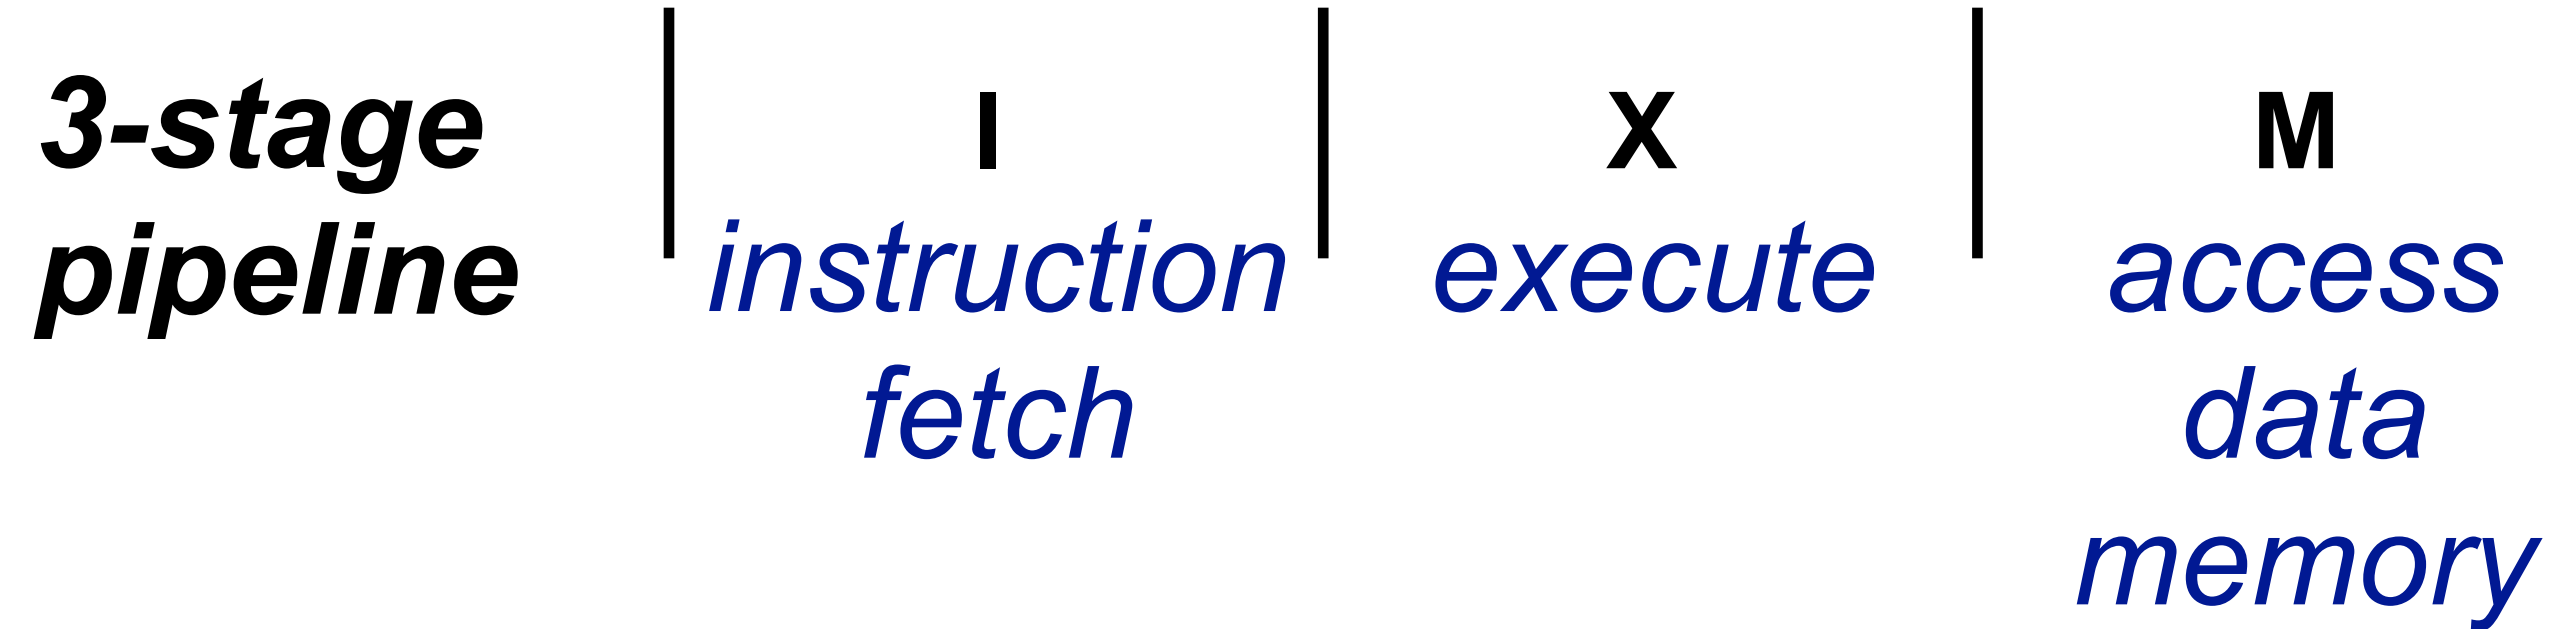 3-stage
pipeline
I
instruction
fetch
X
execute
M
access
data
memory